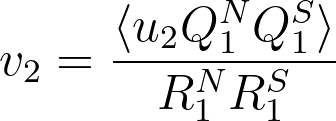 v_2 = \frac{\langle u_2 Q_1^N Q_1^S \rangle}{R_1^N R_1^S}